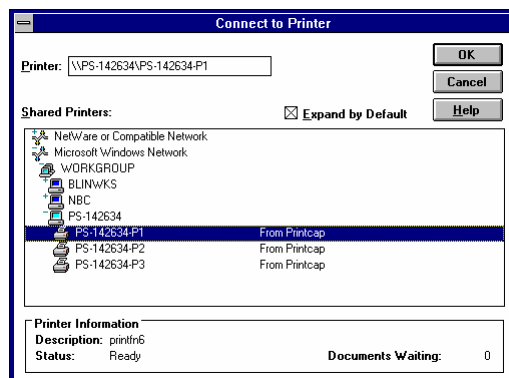 Connect to Printer
Printer: \\PS-142634\PS-142634-P1
OK
Cancel
Help
Shared Printers:
Expand by Default
NetWare or Compatible Network
Microsoft Windows Network
WORKGROUP
BLINWKS
NBC
PS-142634
PS-142634-P1 From Printcap
PS-142634-P2 From Printcap
PS-142634-P3 From Printcap
Printer Information
Description: printfn6
Status: Ready Documents Waiting: 0